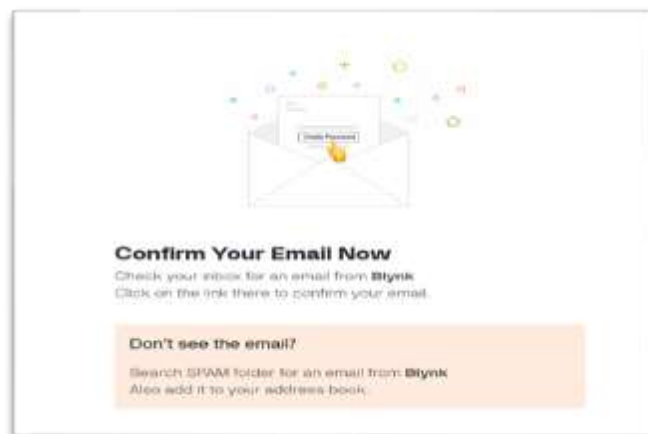 Create Password
Confirm Your Email Now
Check your inbox for an email from Blynk
Click on the link there to confirm your email.
Don't see the email?
Search SPAM folder for an email from Blynk
Also add it to your address book.